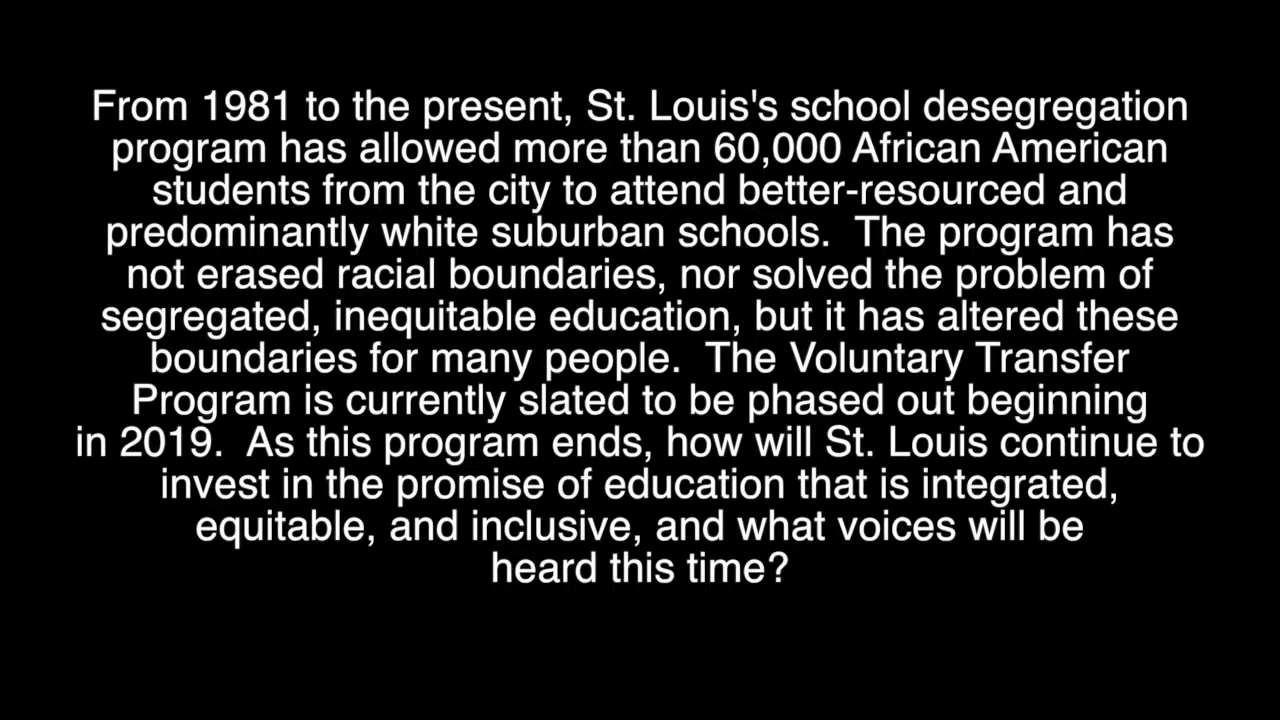 From 1981 to the present, St. Louis's school desegregation
program has allowed more than 60,000 African American
students from the city to attend better-resourced and
predominantly white suburban schools.  The program has
not erased racial boundaries, nor solved the problem of
segregated, inequitable education, but it has altered these
boundaries for many people.  The Voluntary Transfer
Program is currently slated to be phased out beginning
in 2019.  As this program ends, how will St. Louis continue to
invest in the promise of education that is integrated,
equitable, and inclusive, and what voices will be
heard this time?